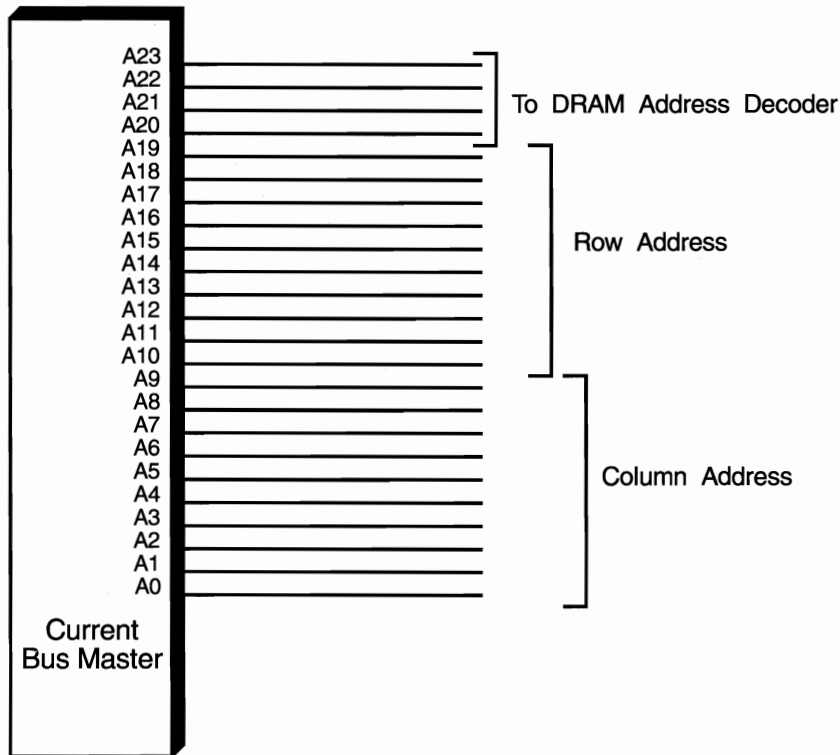 A23
A22
A21
A20
To DRAM Address Decoder
A19
A18
A17
A16
A15
Row Address
A14
A13
A12
A11
A10
A9
A8
A7
A6
A5
Column Address
A4
A3
A2
A1
A0
Current
Bus Master